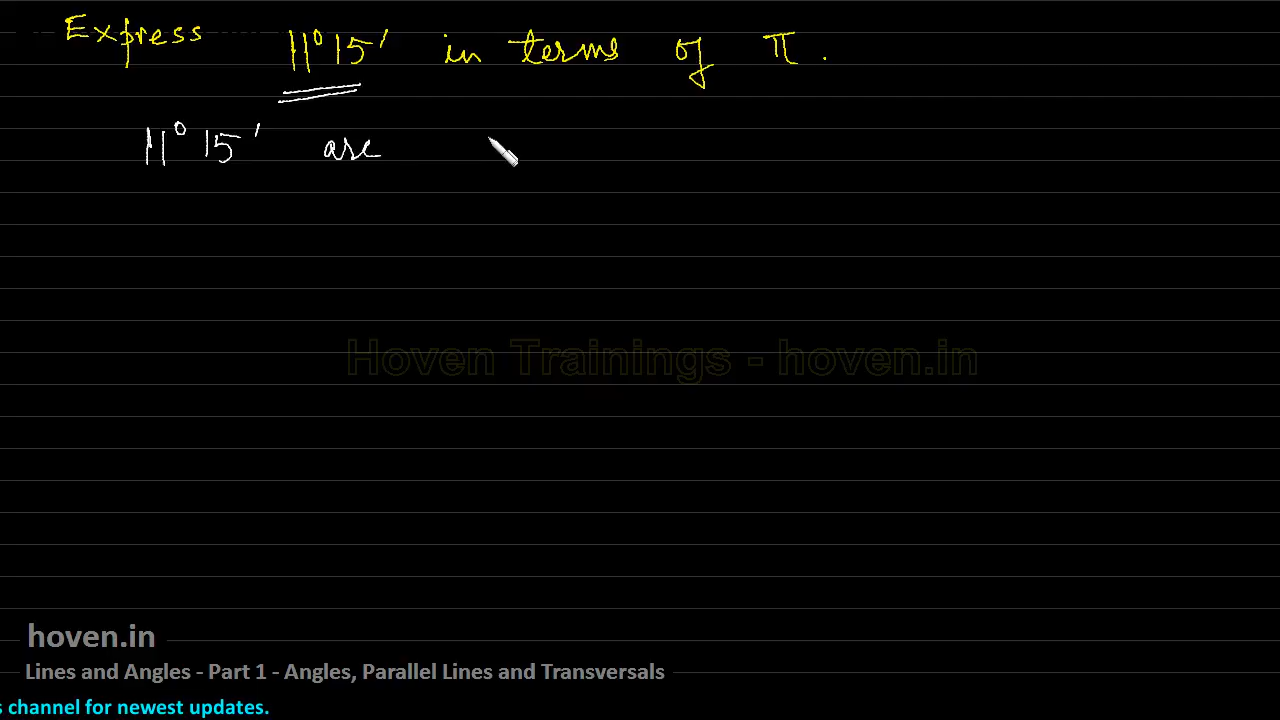 Express 11° 15' in terms of π.
11° 15' are
Hoven Trainings - hoven.in
hoven.in
Lines and Angles - Part 1 - Angles, Parallel Lines and Transversals
s channel for newest updates.